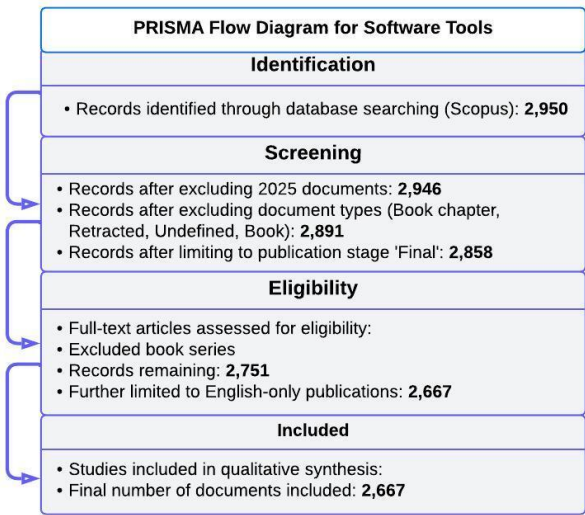 PRISMA Flow Diagram for Software Tools
Identification
• Records identified through database searching (Scopus): 2,950
Screening
• Records after excluding 2025 documents: 2,946
• Records after excluding document types (Book chapter,
Retracted, Undefined, Book): 2,891
• Records after limiting to publication stage 'Final': 2,858
Eligibility
• Full-text articles assessed for eligibility:
• Excluded book series
• Records remaining: 2,751
• Further limited to English-only publications: 2,667
Included
• Studies included in qualitative synthesis:
• Final number of documents included: 2,667